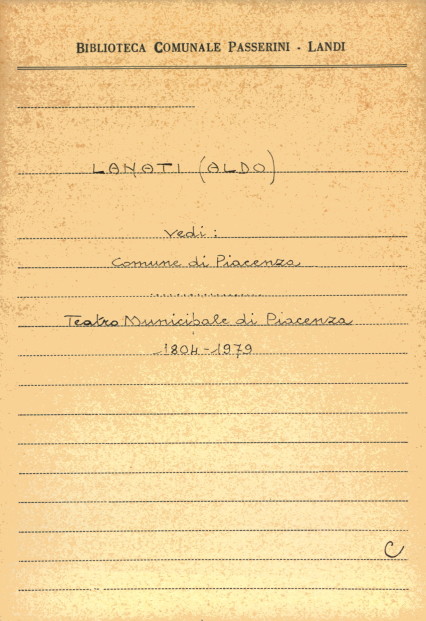 BIBLIOTECA COMUNALE PASSERINI - LANDI
LANATI (ALDO)
vedi :
Comune di Piacenza
................
Teatro Municipale di Piacenza
1804-1979
C